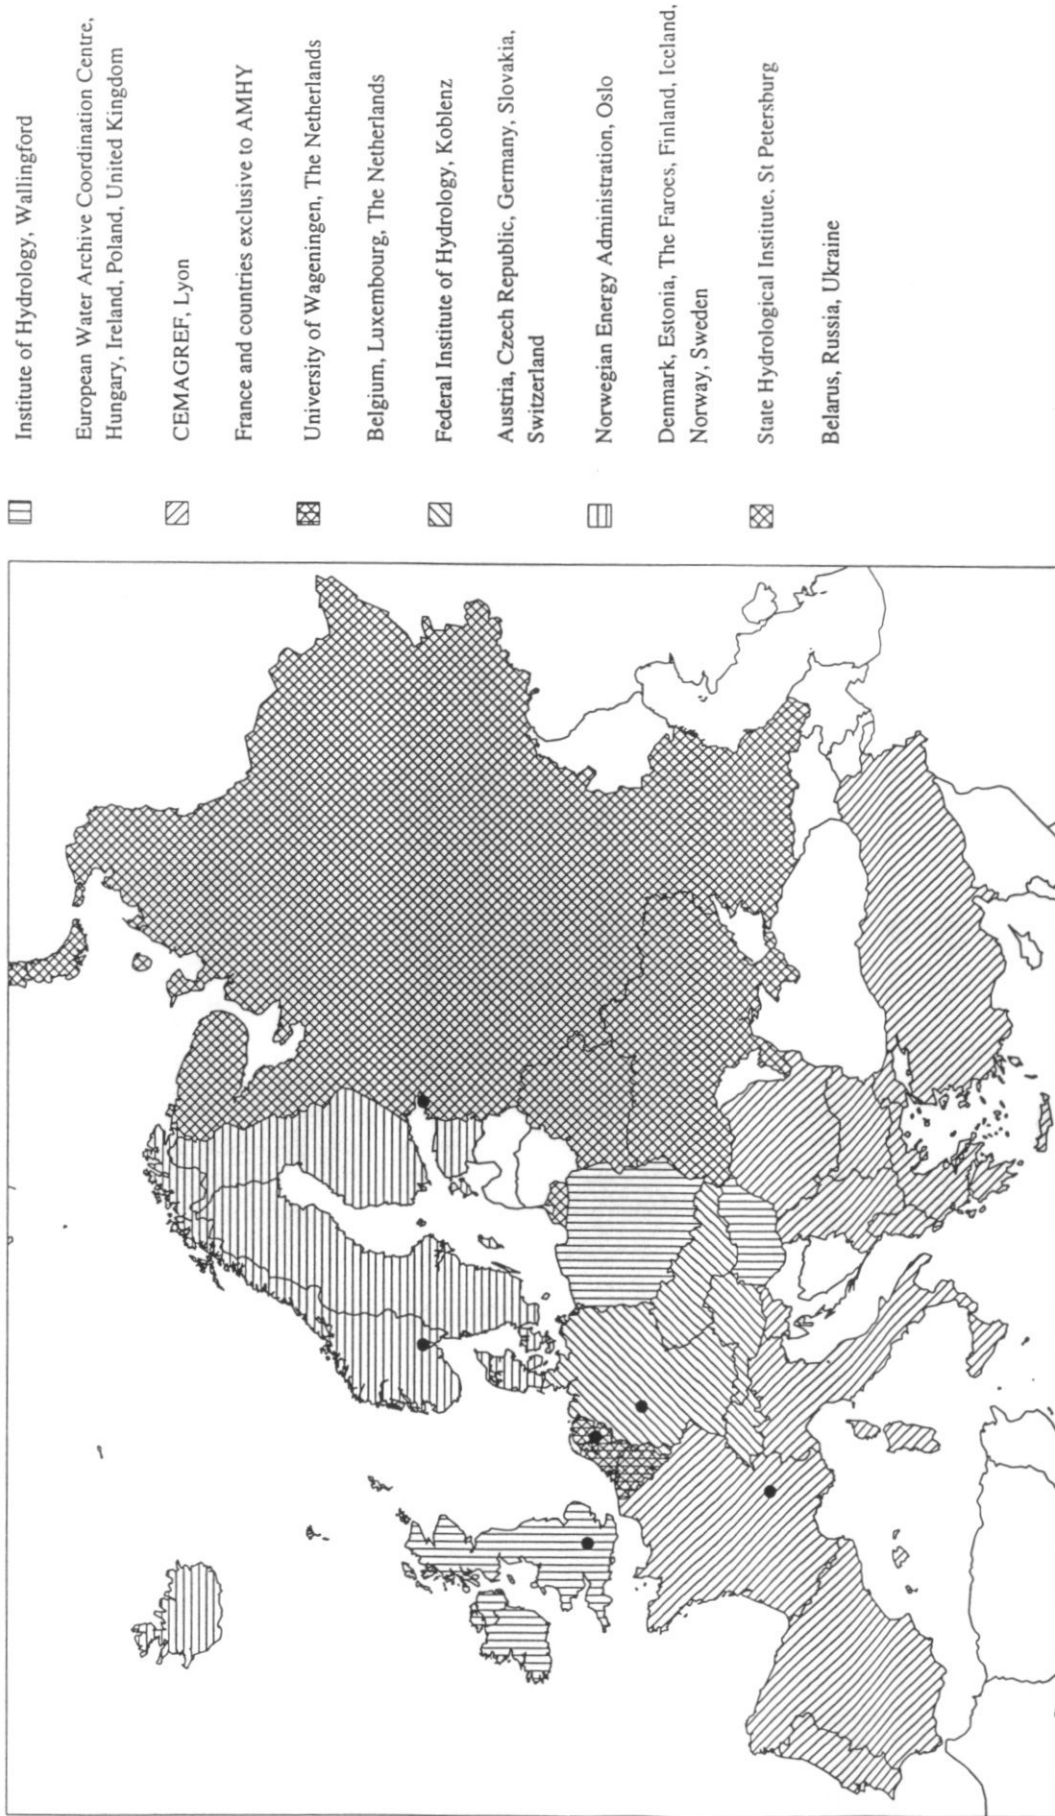 Institute of Hydrology, Wallingford
European Water Archive Coordination Centre,
Hungary, Ireland, Poland, United Kingdom
CEMAGREF, Lyon
France and countries exclusive to AMHY
University of Wageningen, The Netherlands
Belgium, Luxembourg, The Netherlands
Federal Institute of Hydrology, Koblenz
Austria, Czech Republic, Germany, Slovakia,
Switzerland
Norwegian Energy Administration, Oslo
Denmark, Estonia, The Faroes, Finland, Iceland,
Norway, Sweden
State Hydrological Institute, St Petersburg
Belarus, Russia, Ukraine